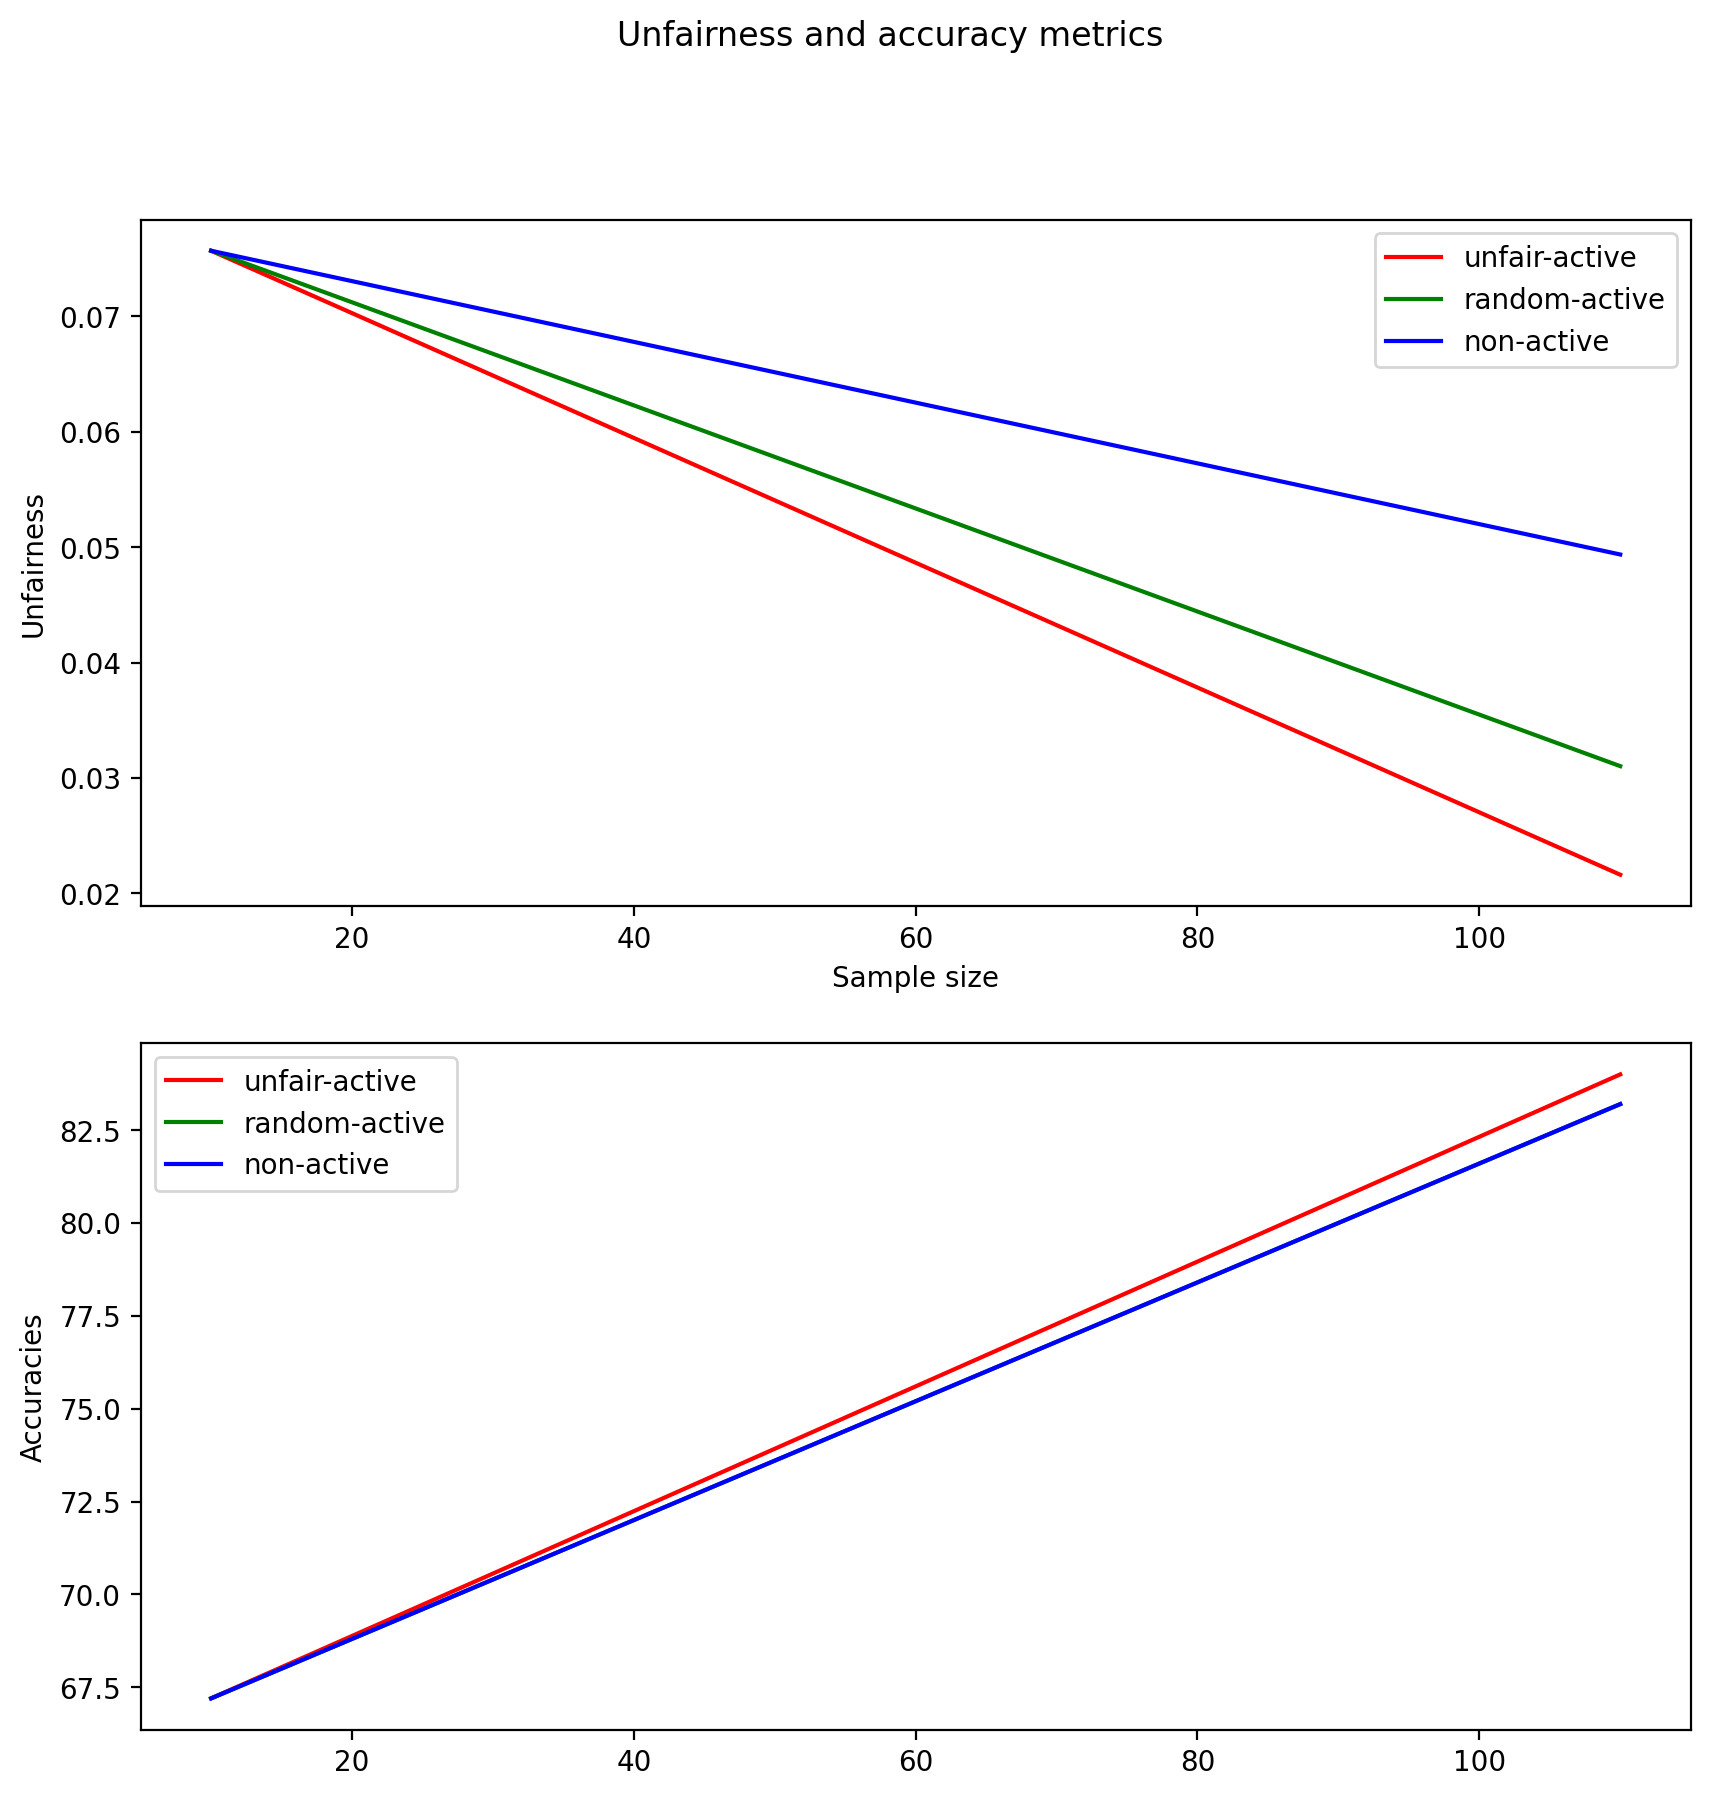 Unfairness and accuracy metrics
unfair-active
random-active
non-active
0.07
0.06
0.05
0.04
0.03
0.02
Unfairness
20 40 60 80 100
Sample size
unfair-active
random-active
non-active
82.5
80.0
77.5
75.0
72.5
70.0
67.5
Accuracies
20 40 60 80 100